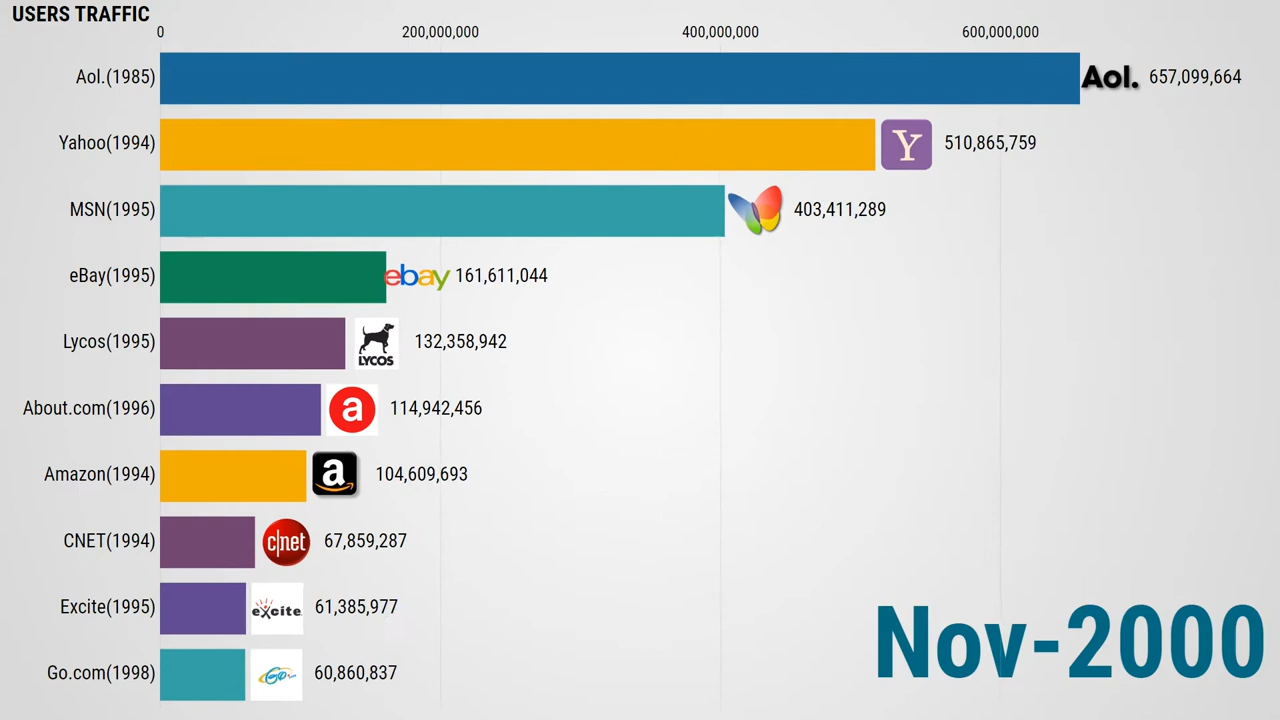 USERS TRAFFIC
0 200,000,000 400,000,000 600,000,000
Aol.(1985) Aol. 657,099,664
Yahoo(1994) Y 510,865,759
MSN(1995) 403,411,289
eBay(1995) ebay 161,611,044
Lycos(1995) LYCOS 132,358,942
About.com(1996) a 114,942,456
Amazon(1994) a 104,609,693
CNET(1994) c|net 67,859,287
Excite(1995) excite 61,385,977
Go.com(1998) GO 60,860,837
Nov-2000